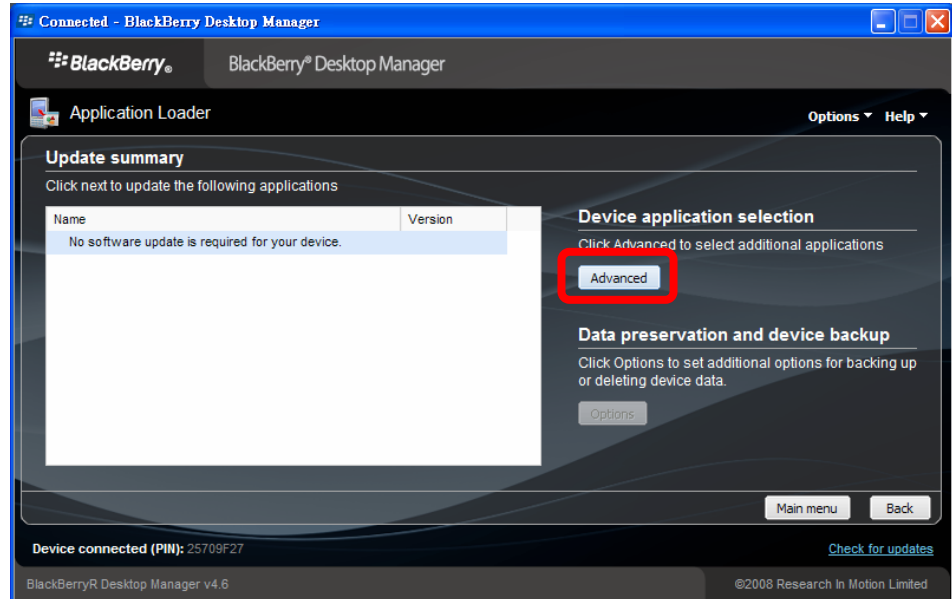 Connected - BlackBerry Desktop Manager
BlackBerry® BlackBerry® Desktop Manager
Application Loader
Options Help
Update summary
Click next to update the following applications
Name Version
No software update is required for your device.
Device application selection
Click Advanced to select additional applications
Advanced
Data preservation and device backup
Click Options to set additional options for backing up
or deleting device data.
Options
Main menu Back
Device connected (PIN): 25709F27 Check for updates
BlackBerryR Desktop Manager v4.6 ©2008 Research In Motion Limited